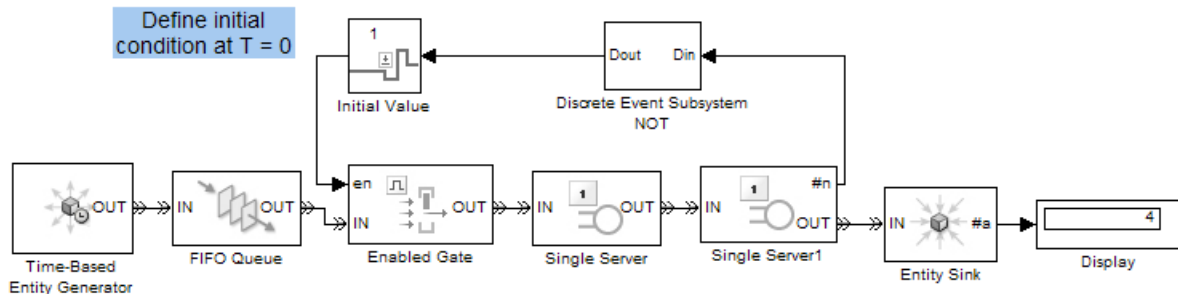 Define initial
condition at T = 0
1
Initial Value
Dout Din
Discrete Event Subsystem
NOT
OUT
Time-Based
Entity Generator
IN OUT
FIFO Queue
en
IN OUT
Enabled Gate
1
IN OUT
Single Server
1
#n
IN
OUT
Single Server1
IN #a
Entity Sink
4
Display